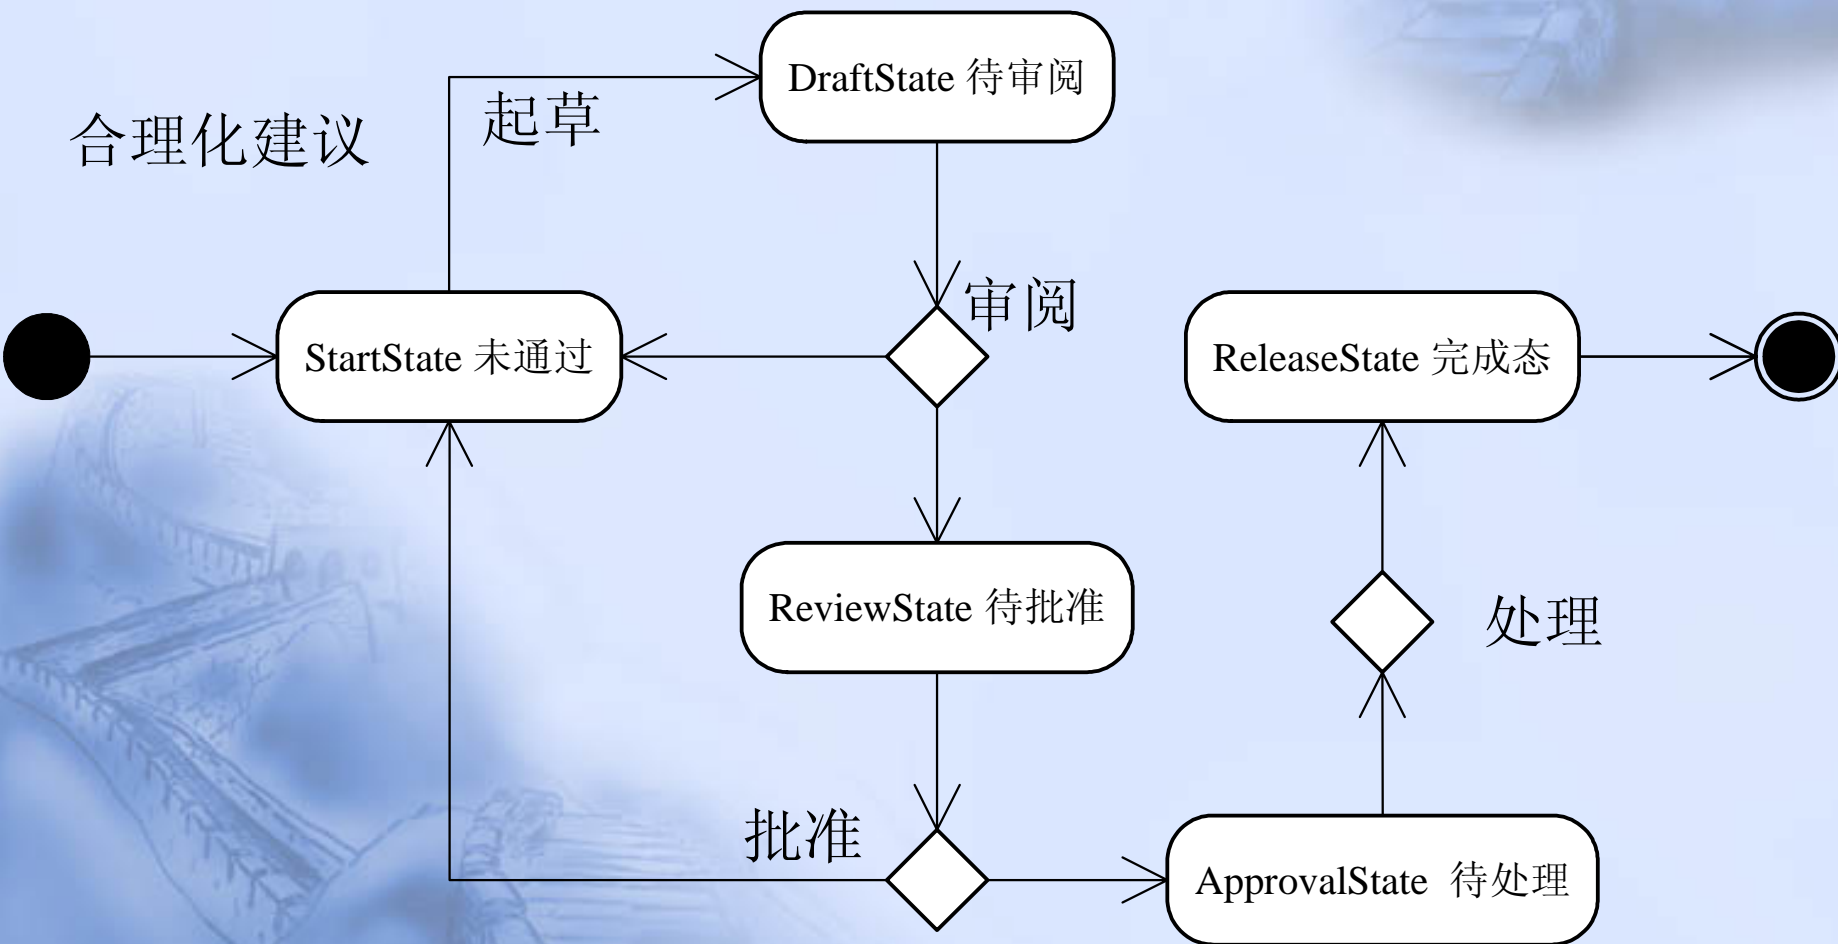 DraftState 待审阅
合理化建议
起草
审阅
StartState 未通过
ReleaseState 完成态
ReviewState 待批准
处理
批准
ApprovalState 待处理